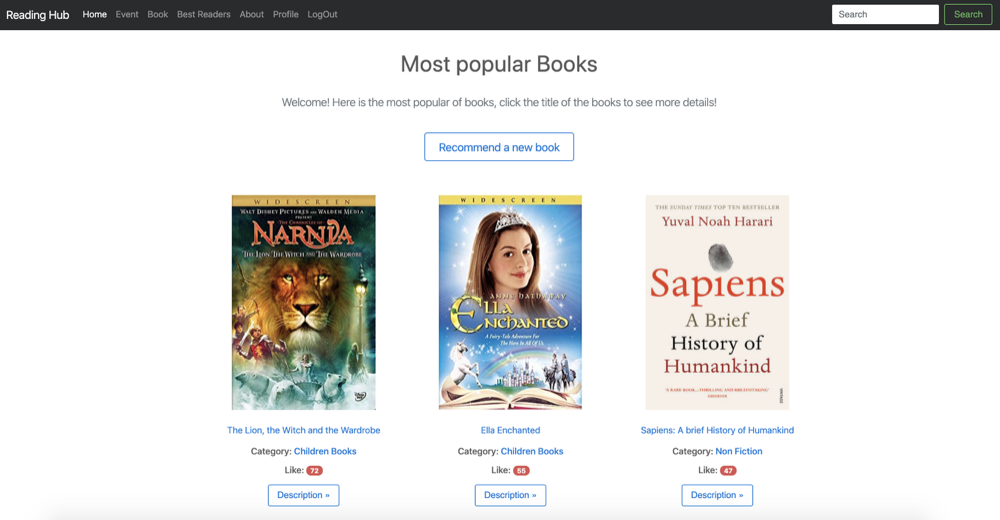 Reading Hub Home Event Book Best Readers About Profile LogOut Search Search
Most popular Books
Welcome! Here is the most popular of books, click the title of the books to see more details!
Recommend a new book
WIDESCREEN
WALT DISNEY PICTURES AND WALDEN MEDIA
PRESENT
THE CHRONICLES OF
NARNIA
THE LION, THE WITCH AND THE WARDROBE
DVD
WIDESCREEN
ANNE HATHAWAY
ELLA
ENCHANTED
A Fairy-Tale Adventure For
The Hero In All Of Us.
THE SUNDAY TIMES TOP TEN BESTSELLER
Yuval Noah Harari
Sapiens
A Brief
History of
Humankind
The Lion, the Witch and the Wardrobe
Category: Children Books
Like: 72
Description »
Ella Enchanted
Category: Children Books
Like: 55
Description »
Sapiens: A brief History of Humankind
Category: Non Fiction
Like: 47
Description »